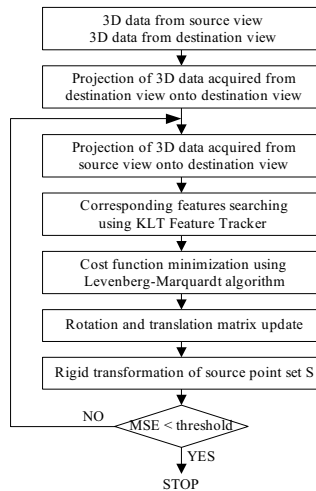 3D data from source view
3D data from destination view
Projection of 3D data acquired from
destination view onto destination view
Projection of 3D data acquired from
source view onto destination view
Corresponding features searching
using KLT Feature Tracker
Cost function minimization using
Levenberg-Marquardt algorithm
Rotation and translation matrix update
Rigid transformation of source point set S
NO
MSE < threshold
YES
STOP